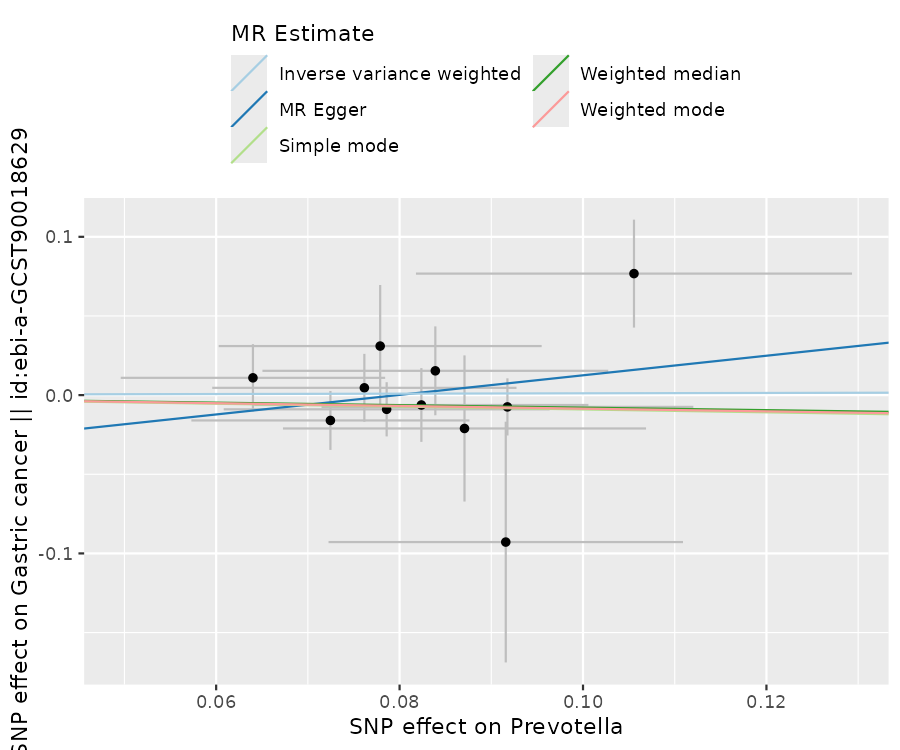 MR Estimate
Inverse variance weighted
Weighted median
MR Egger
Weighted mode
Simple mode
SNP effect on Gastric cancer || id:ebi-a-GCST90018629
0.1
0.0
-0.1
0.06
0.08
0.10
0.12
SNP effect on Prevotella